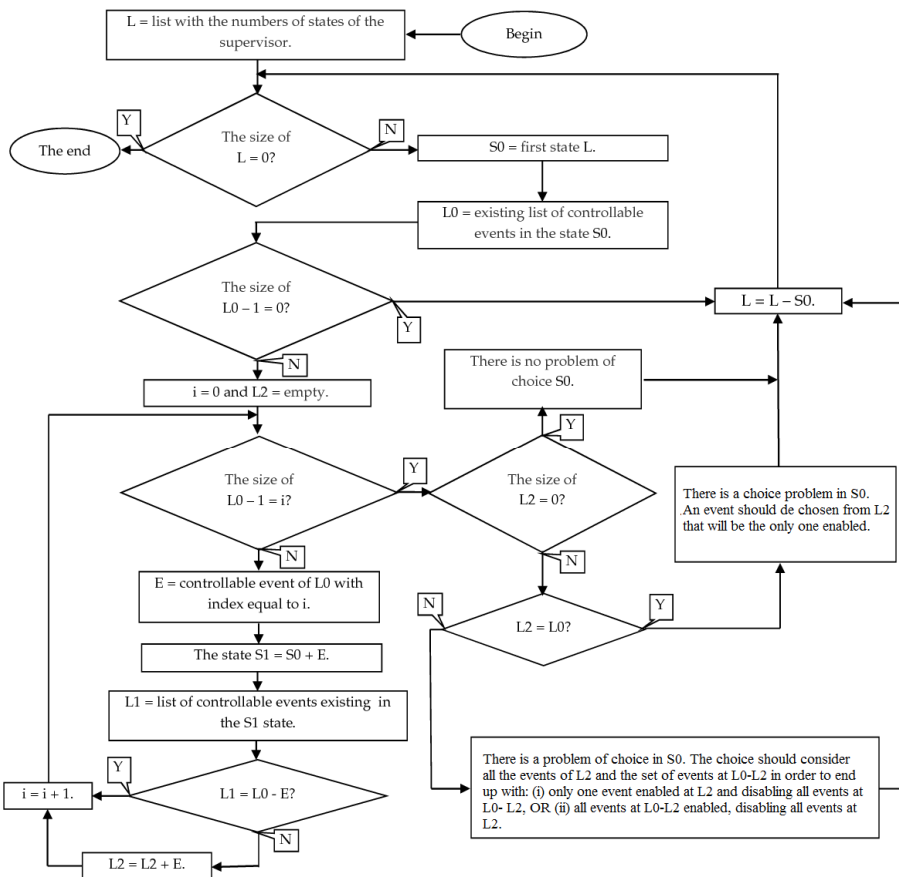 L = list with the numbers of states of the
supervisor.
Begin
Y
The size of
L = 0?
N
The end
S0 = first state L.
L0 = existing list of controllable
events in the state S0.
The size of
L0 – 1 = 0?
Y
N
L = L – S0.
There is no problem of
choice S0.
i = 0 and L2 = empty.
Y
The size of
L0 – 1 = i?
Y
The size of
L2 = 0?
N
N
There is a choice problem in S0.
.An event should de chosen from L2
that will be the only one enabled.
E = controllable event of L0 with
index equal to i.
N
L2 = L0?
Y
The state S1 = S0 + E.
L1 = list of controllable events existing in
the S1 state.
There is a problem of choice in S0. The choice should consider
all the events of L2 and the set of events at L0-L2 in order to end
up with: (i) only one event enabled at L2 and disabling all events at
L0- L2, OR (ii) all events at L0-L2 enabled, disabling all events at
L2.
Y
i = i + 1.
L1 = L0 - E?
N
L2 = L2 + E.